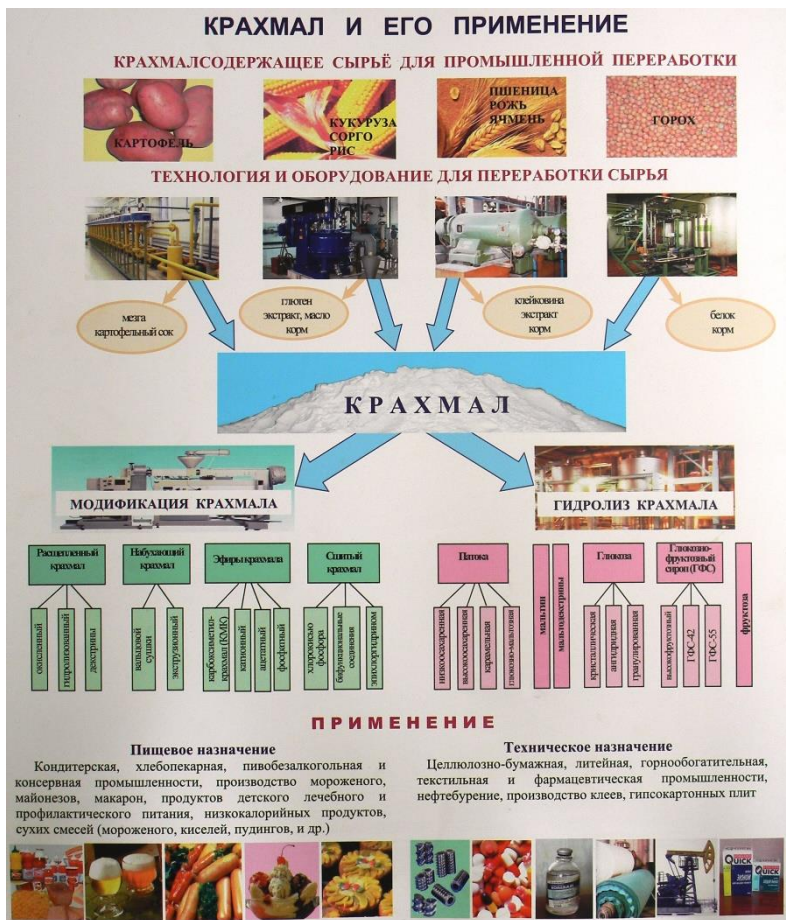 КРАХМАЛ И ЕГО ПРИМЕНЕНИЕ
КРАХМАЛСОДЕРЖАЩЕЕ СЫРЬЁ ДЛЯ ПРОМЫШЛЕННОЙ ПЕРЕРАБОТКИ
КАРТОФЕЛЬ
КУКУРУЗА
СОРГО
РИС
ПШЕНИЦА
РОЖЬ
ЯЧМЕНЬ
ГОРОХ
ТЕХНОЛОГИЯ И ОБОРУДОВАНИЕ ДЛЯ ПЕРЕРАБОТКИ СЫРЬЯ
мезга
картофельный сок
глютен
экстракт, масло
корм
клейковина
экстракт
корм
белок
корм
КРАХМАЛ
МОДИФИКАЦИЯ КРАХМАЛА
ГИДРОЛИЗ КРАХМАЛА
Расщепленный
крахмал
Набухающий
крахмал
Эфиры крахмала
Сшитый
крахмал
Патока
мальтин
мальтодекстрины
Глюкоза
Глюкозно-
фруктозный
сироп (ГФС)
фруктоза
окисленный
гидролизованный
декстрины
вальцовой
сушки
экструзионный
карбоксиметил-
крахмал (КМК)
катионный
ацетатный
фосфатный
хлорокисью
фосфора
бифункциональные
соединения
эпихлоргидрином
низкоосахаренная
высокоосахаренная
карамельная
глюкозно-мальтозная
кристаллическая
ангидридная
гранулированная
высокофруктозный
ГФС-42
ГФС-55
ПРИМЕНЕНИЕ
Пищевое назначение
Кондитерская, хлебопекарная, пивобезалкогольная и
консервная промышленности, производство мороженого,
майонезов, макарон, продуктов детского лечебного и
профилактического питания, низкокалорийных продуктов,
сухих смесей (мороженого, киселей, пудингов, и др.)
Техническое назначение
Целлюлозно-бумажная, литейная, горнообогатительная,
текстильная и фармацевтическая промышленности,
нефтебурение, производство клеев, гипсокартонных плит
QUICK
QUICK